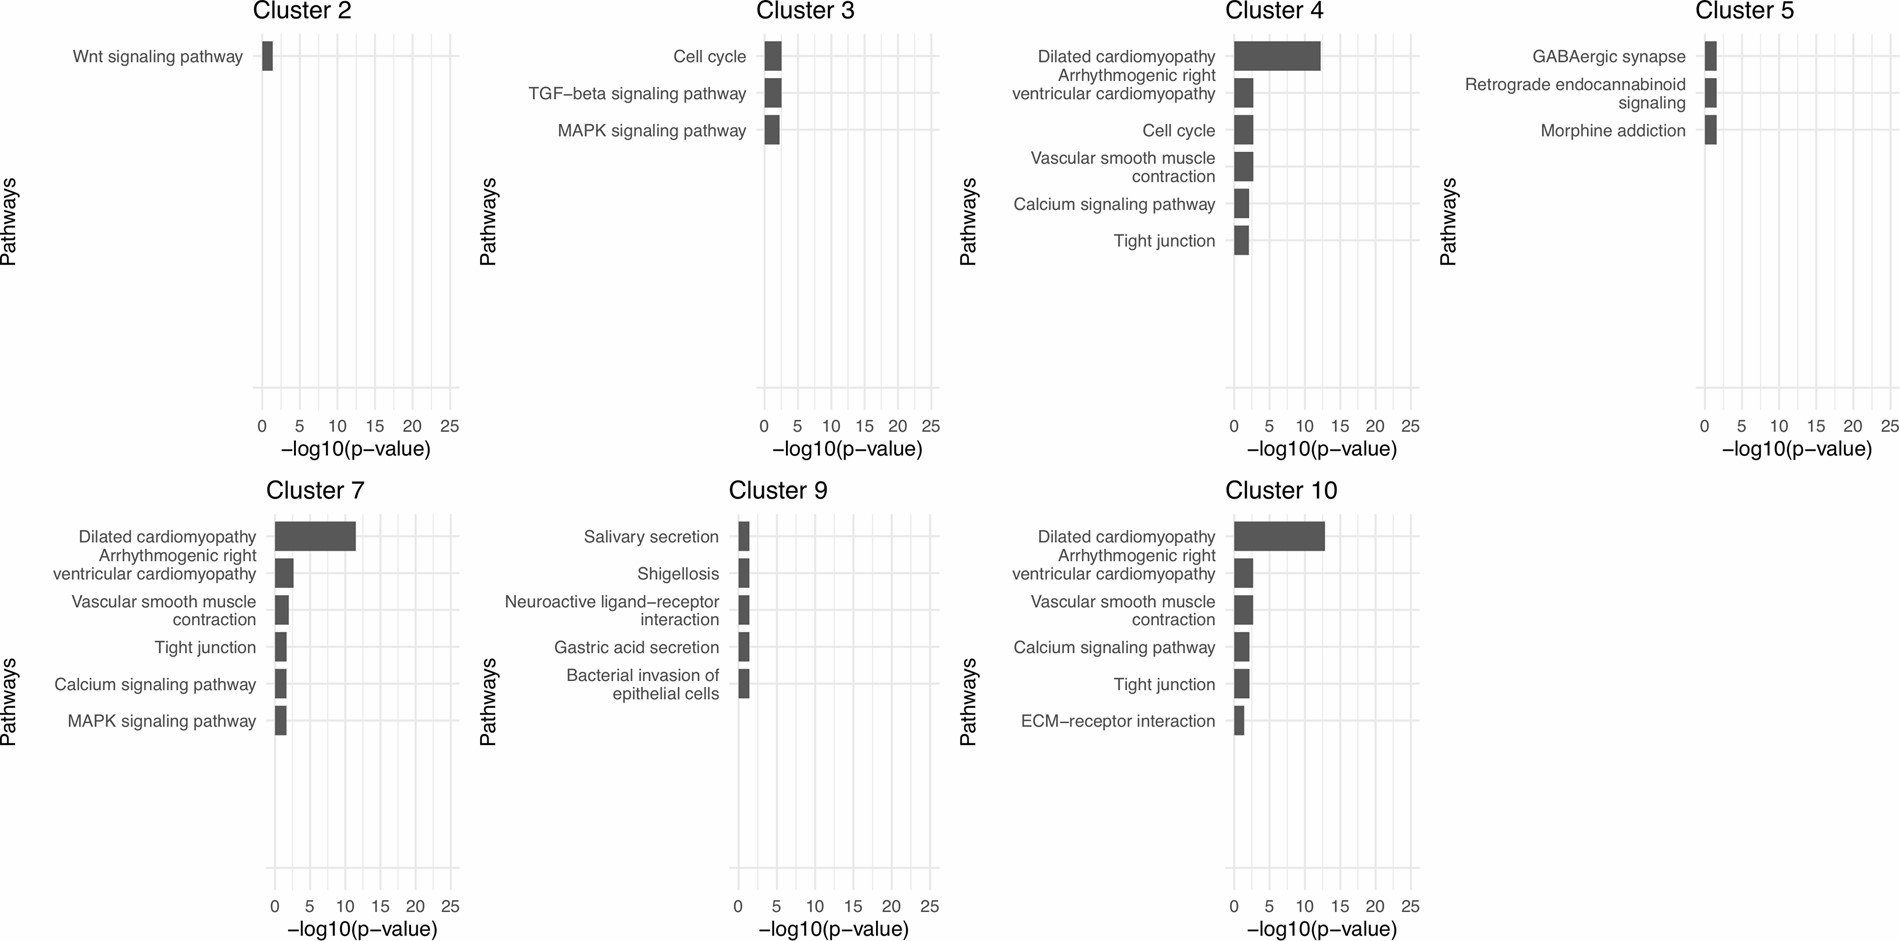 Cluster 2
Wnt signaling pathway
Pathways
0 5 10 15 20 25
−log10(p−value)
Cluster 3
Cell cycle
TGF−beta signaling pathway
MAPK signaling pathway
Pathways
0 5 10 15 20 25
−log10(p−value)
Cluster 4
Dilated cardiomyopathy
Arrhythmogenic right
ventricular cardiomyopathy
Cell cycle
Vascular smooth muscle
contraction
Calcium signaling pathway
Tight junction
Pathways
0 5 10 15 20 25
−log10(p−value)
Cluster 5
GABAergic synapse
Retrograde endocannabinoid
signaling
Morphine addiction
Pathways
0 5 10 15 20 25
−log10(p−value)
Cluster 7
Dilated cardiomyopathy
Arrhythmogenic right
ventricular cardiomyopathy
Vascular smooth muscle
contraction
Tight junction
Calcium signaling pathway
MAPK signaling pathway
Pathways
0 5 10 15 20 25
−log10(p−value)
Cluster 9
Salivary secretion
Shigellosis
Neuroactive ligand−receptor
interaction
Gastric acid secretion
Bacterial invasion of
epithelial cells
Pathways
0 5 10 15 20 25
−log10(p−value)
Cluster 10
Dilated cardiomyopathy
Arrhythmogenic right
ventricular cardiomyopathy
Vascular smooth muscle
contraction
Calcium signaling pathway
Tight junction
ECM−receptor interaction
Pathways
0 5 10 15 20 25
−log10(p−value)